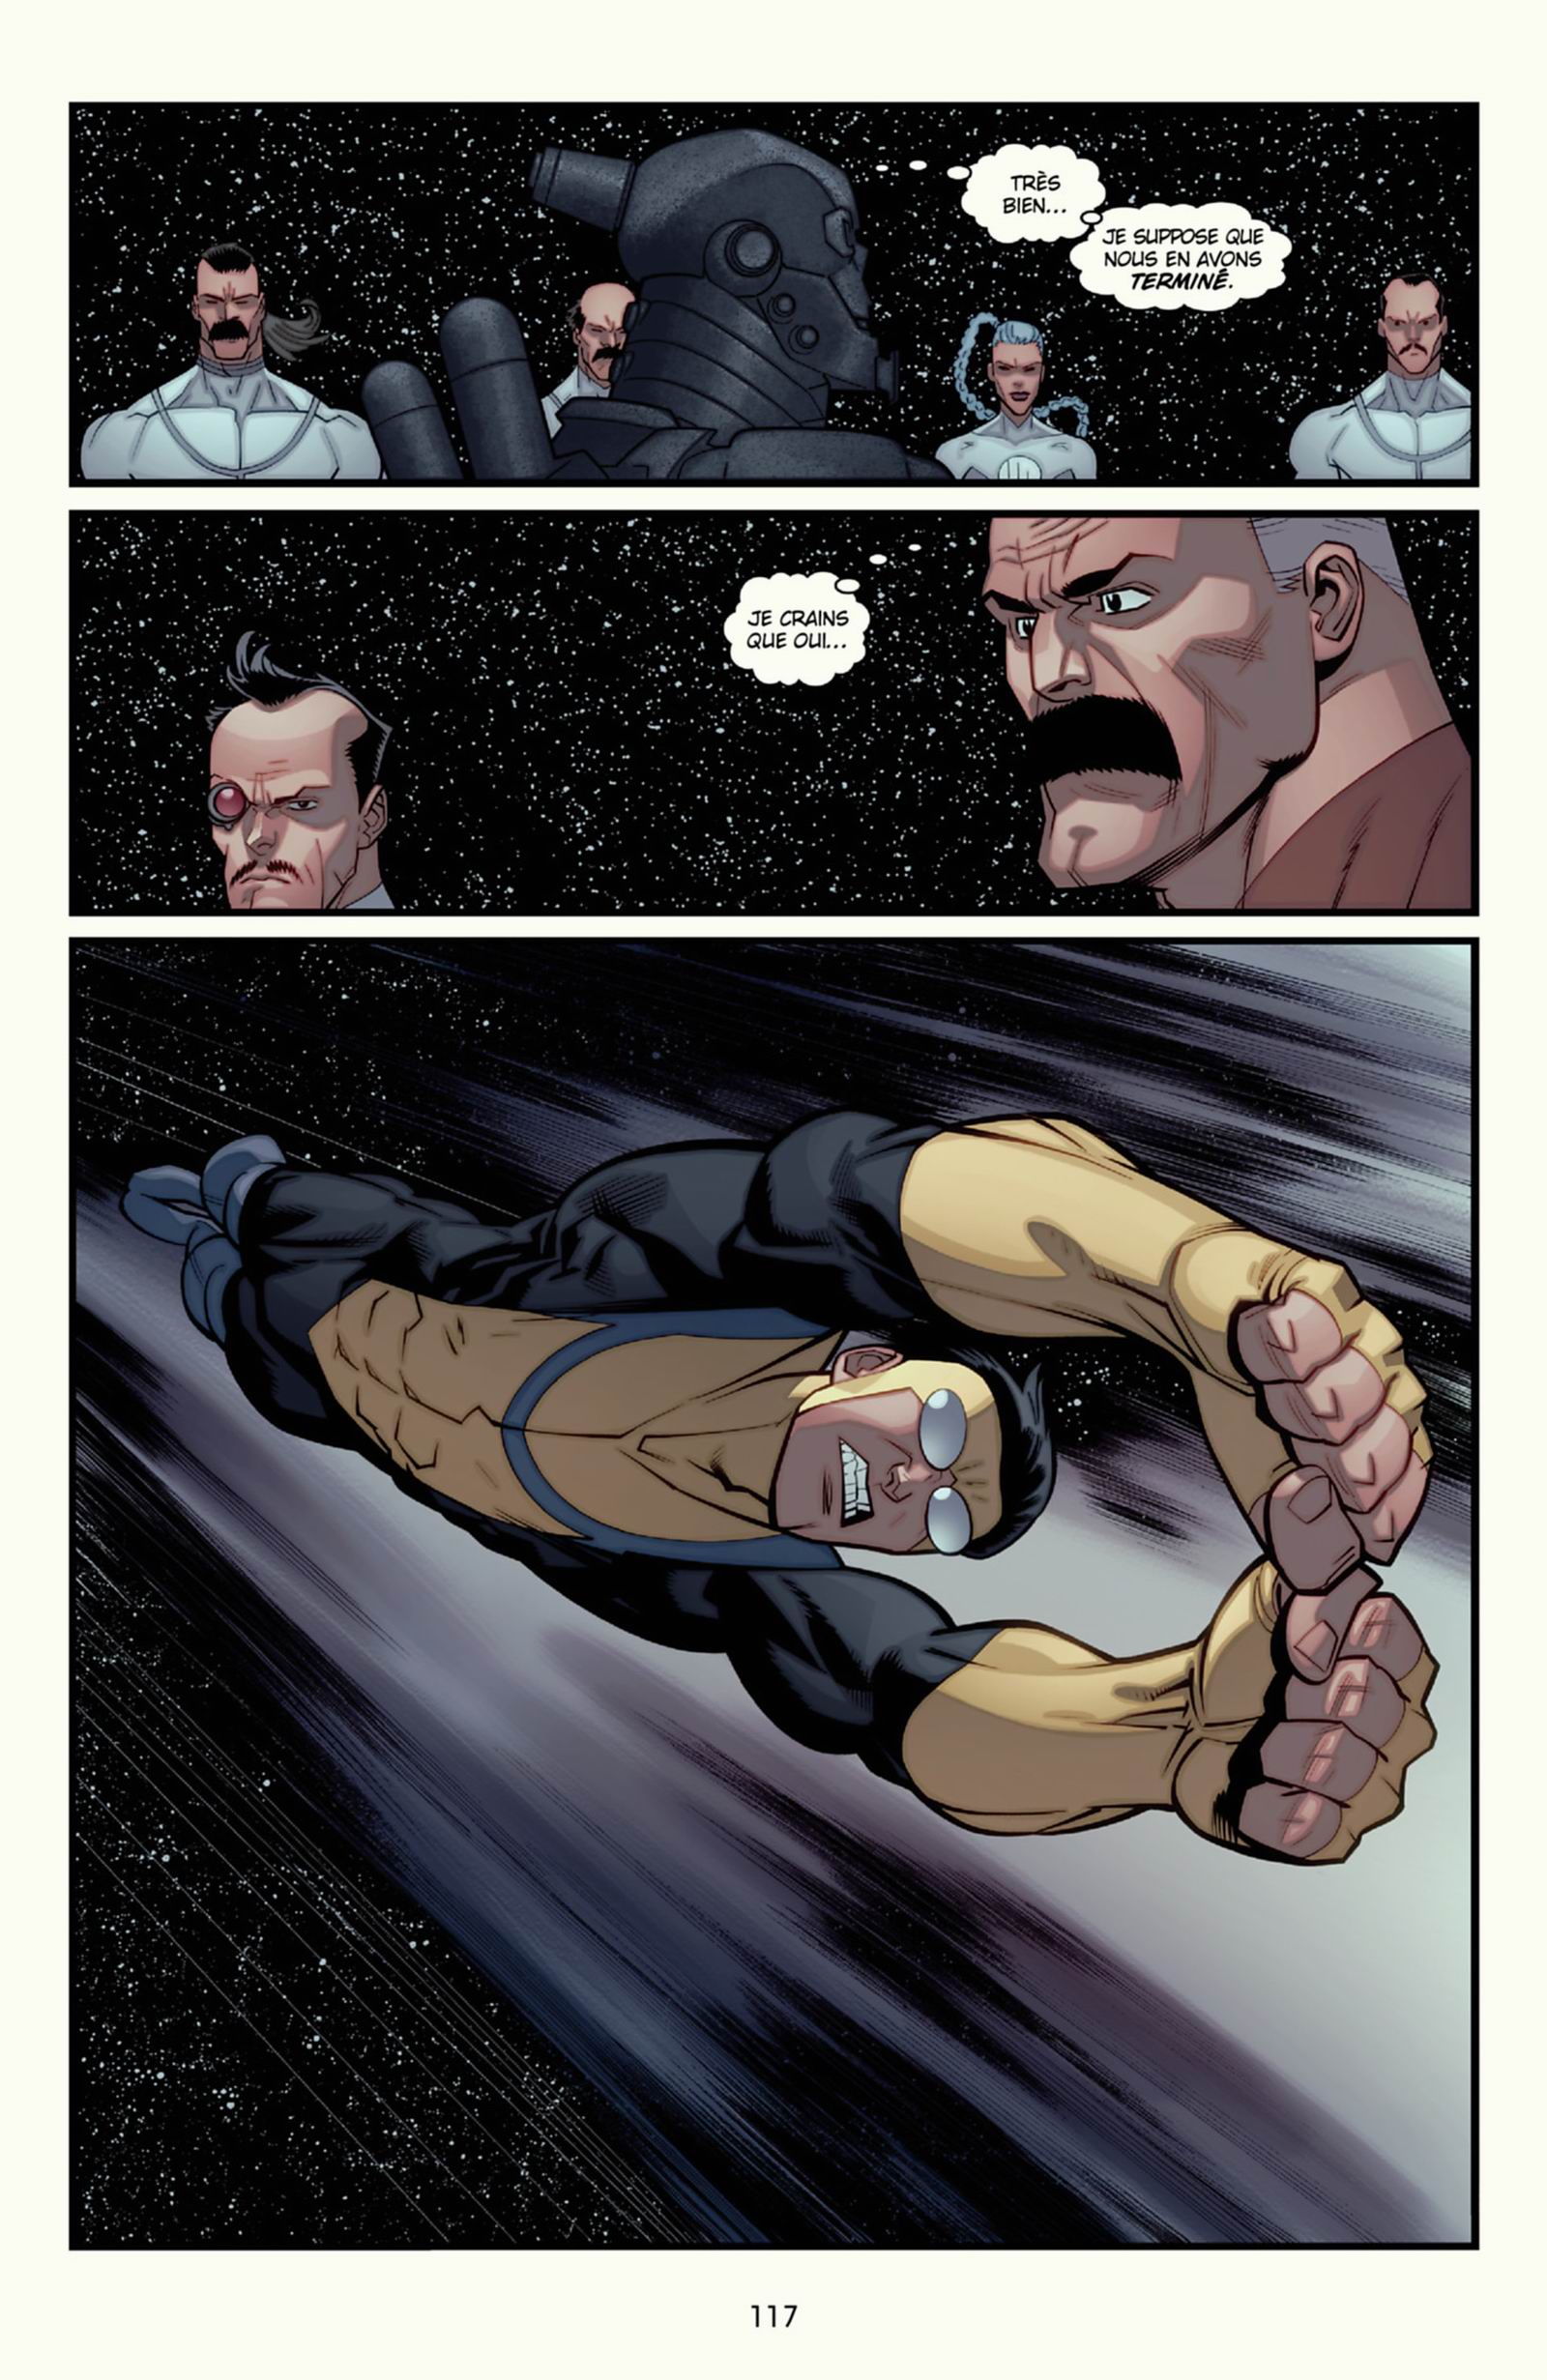 TRÈS
BIEN...
JE SUPPOSE QUE
NOUS EN AVONS
TERMINÉ.
JE CRAINS
QUE OUI...
117